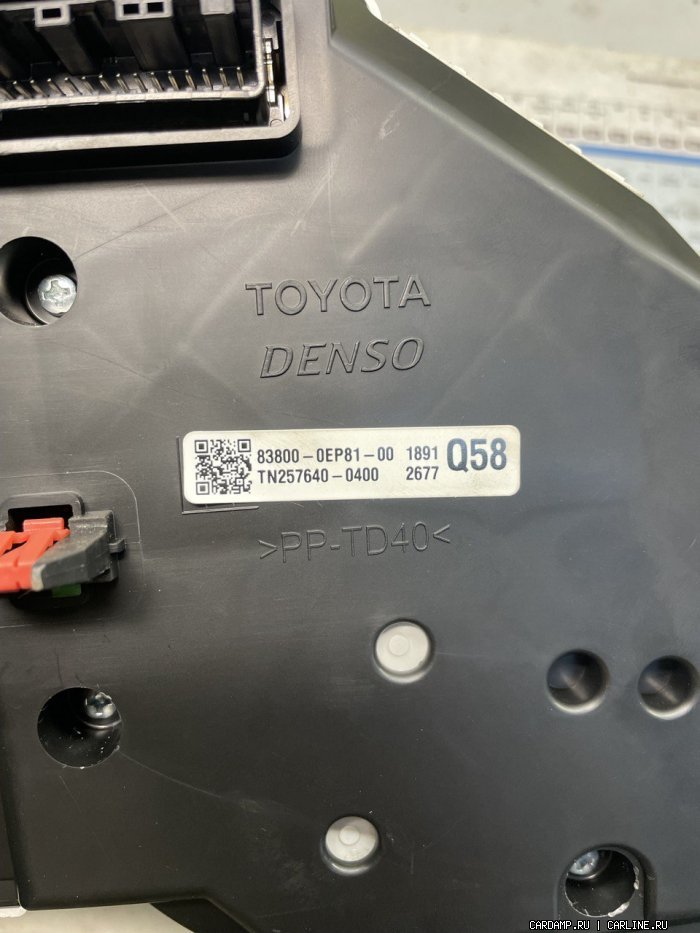 TOYOTA
DENSO
83800-0EP81-00 1891 Q58
TN257640-0400 2677
>PP-TD40<
CARDAMP.RU | CARLINE.RU